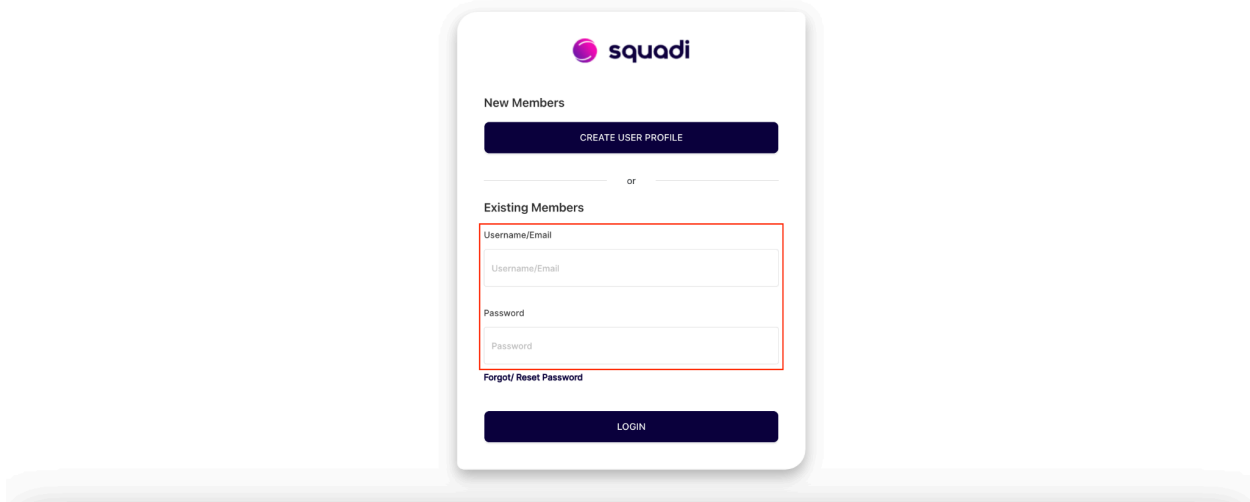 squadi
New Members
CREATE USER PROFILE
or
Existing Members
Username/Email
Username/Email
Password
Password
Forgot/ Reset Password
LOGIN